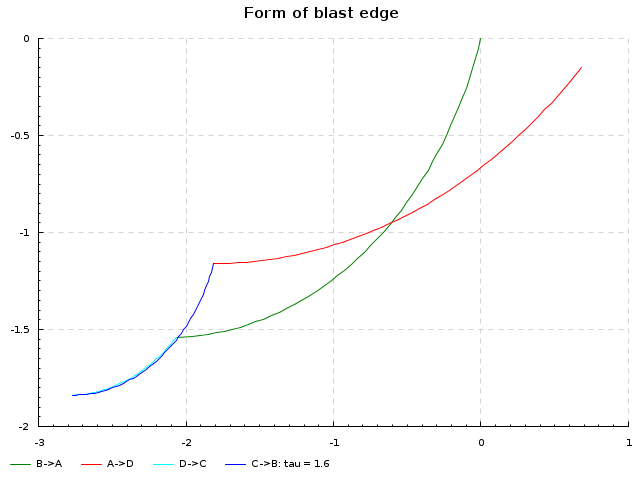 Form of blast edge
0
-0.5
-1
-1.5
-2
-3 -2 -1 0 1
B->A A->D D->C C->B: tau = 1.6